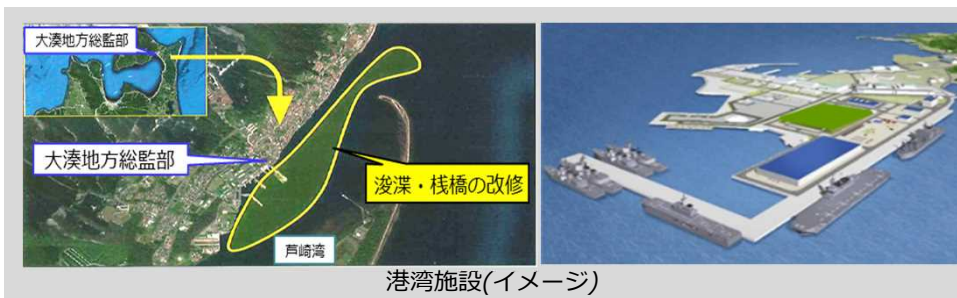 大湊地方総監部
大湊地方総監部
浚渫・桟橋の改修
芦崎湾
港湾施設(イメージ)